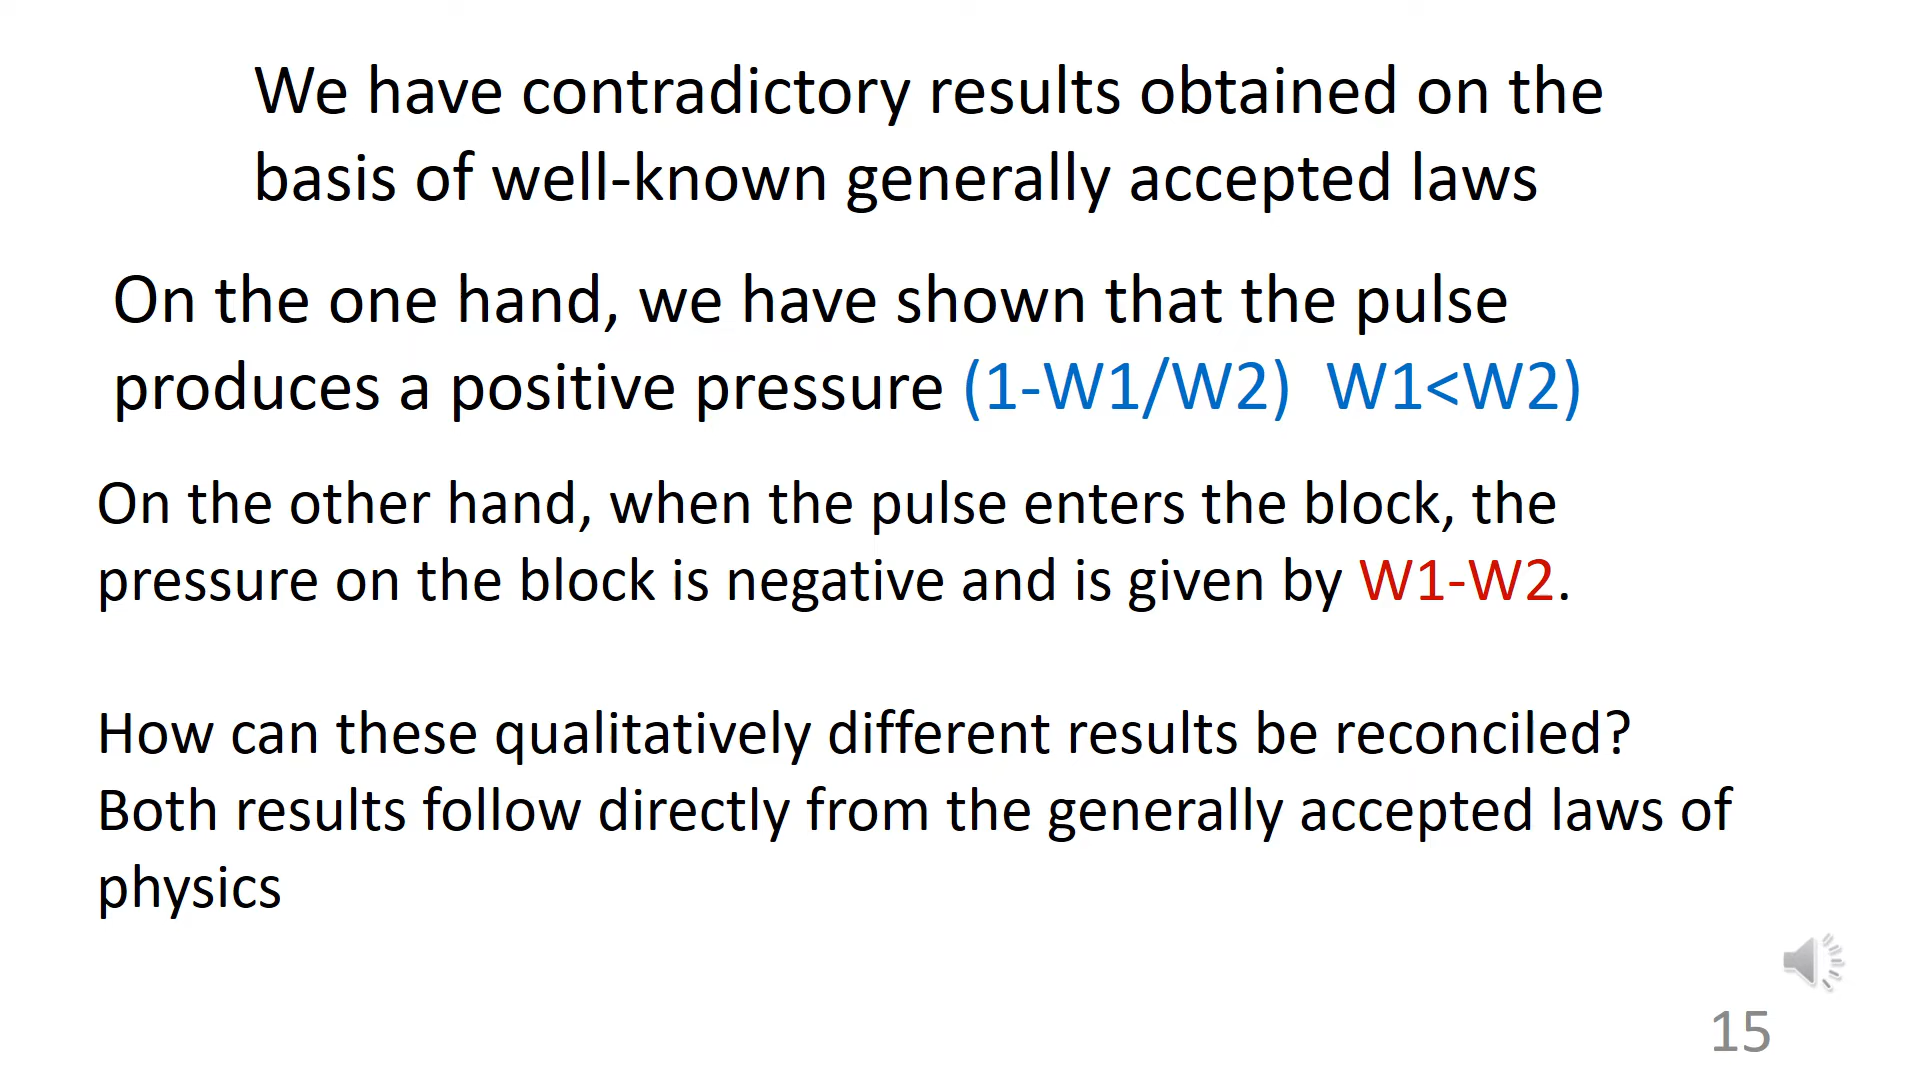 We have contradictory results obtained on the
basis of well-known generally accepted laws
On the one hand, we have shown that the pulse
produces a positive pressure (1-W1/W2)  W1<W2)
On the other hand, when the pulse enters the block, the
pressure on the block is negative and is given by W1-W2.
How can these qualitatively different results be reconciled?
Both results follow directly from the generally accepted laws of
physics
15